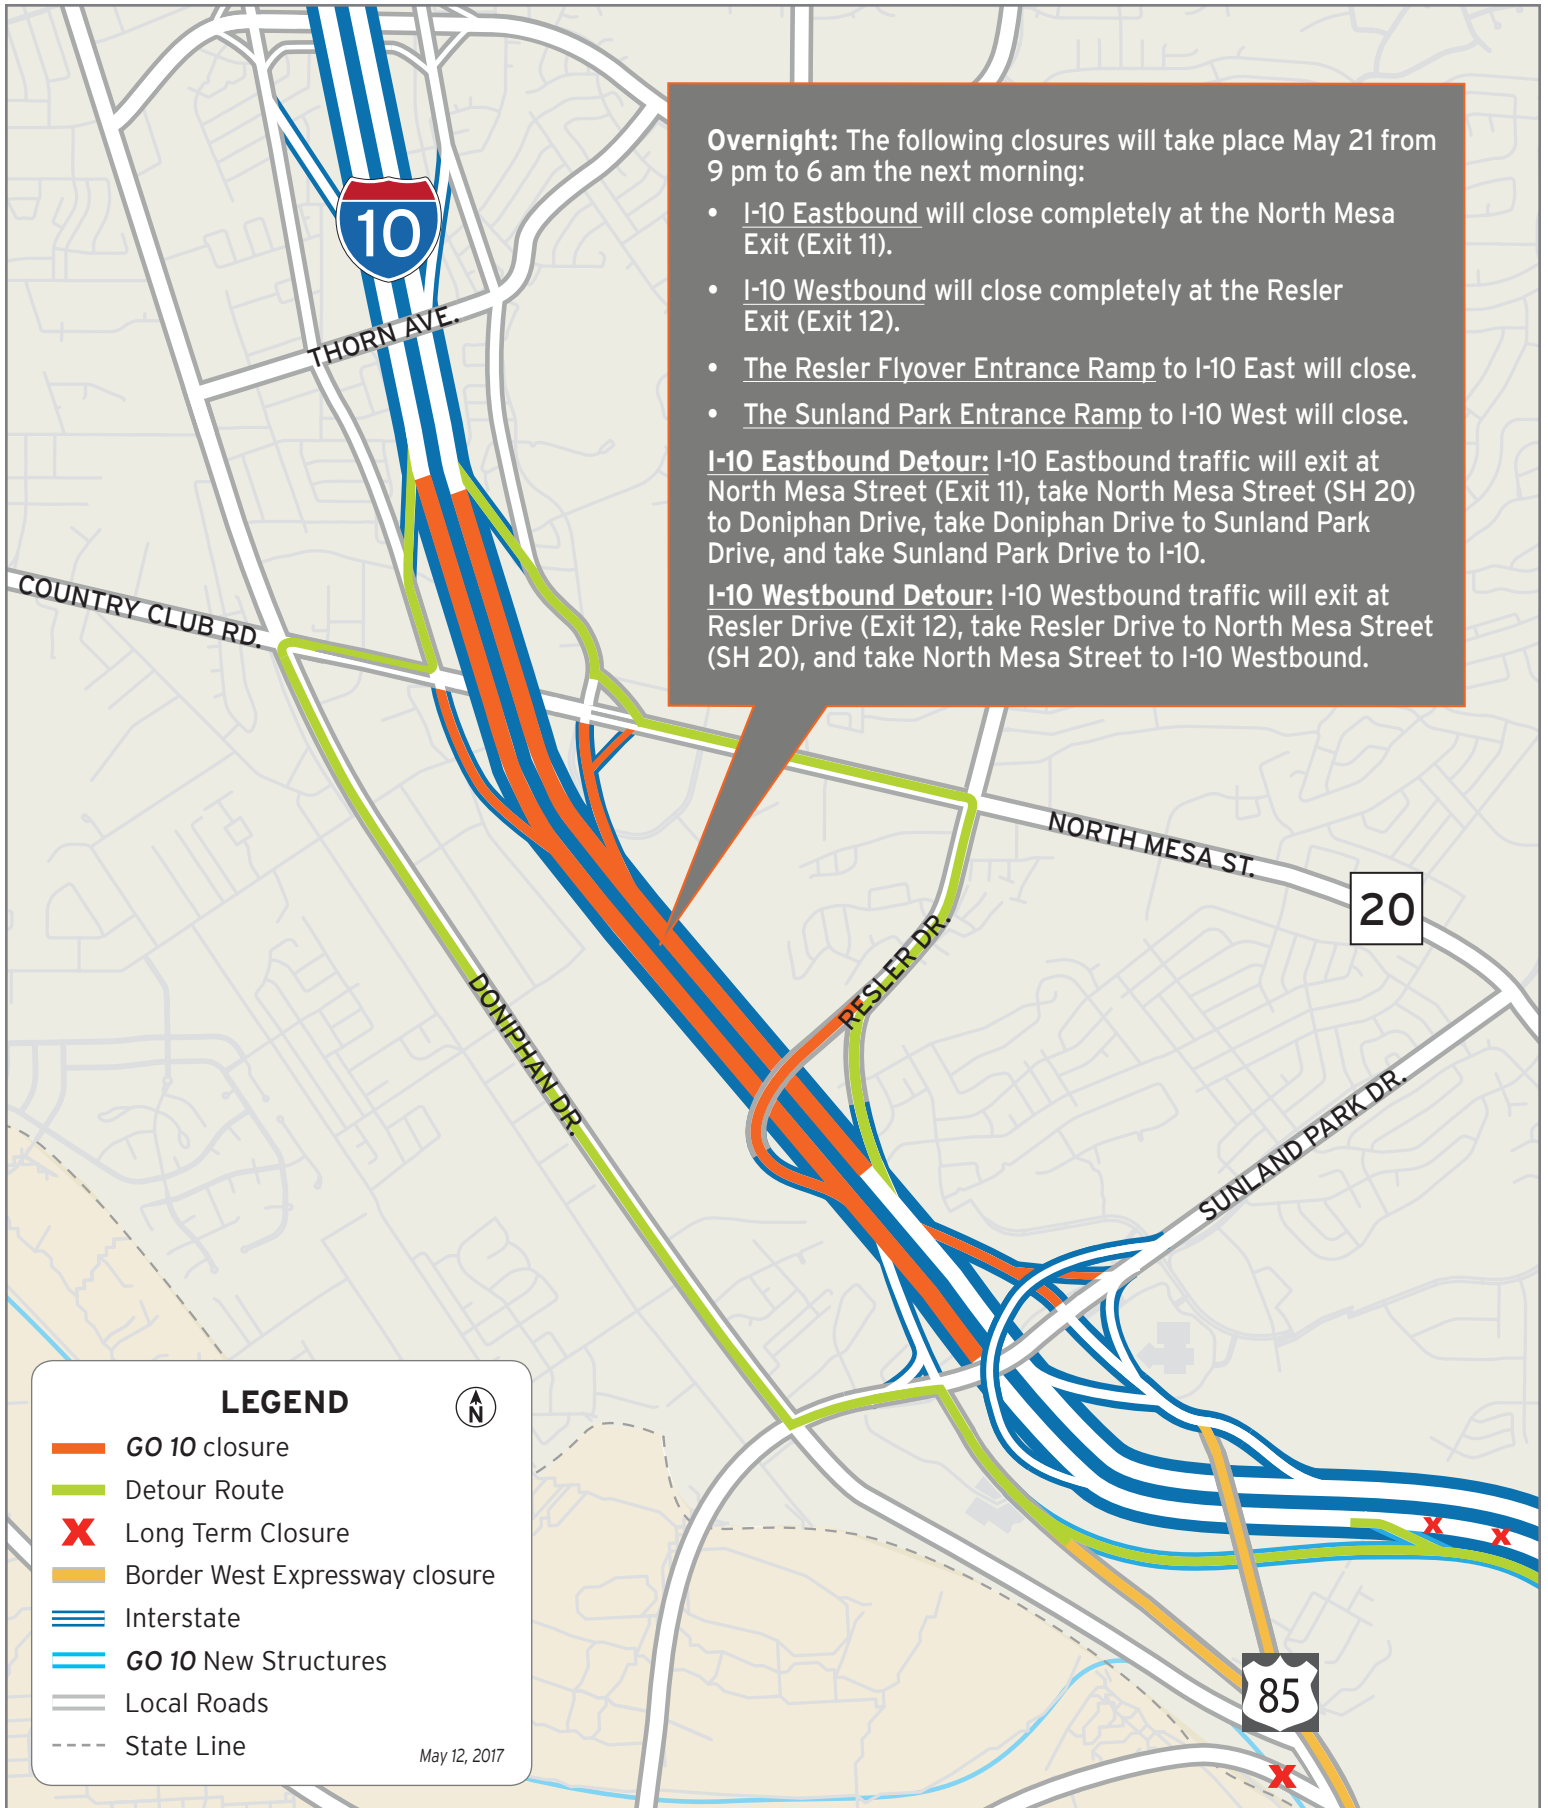 10
THORN AVE.
COUNTRY CLUB RD.
Overnight: The following closures will take place May 21 from
9 pm to 6 am the next morning:
• I-10 Eastbound will close completely at the North Mesa
Exit (Exit 11).
• I-10 Westbound will close completely at the Resler
Exit (Exit 12).
• The Resler Flyover Entrance Ramp to I-10 East will close.
• The Sunland Park Entrance Ramp to I-10 West will close.
I-10 Eastbound Detour: I-10 Eastbound traffic will exit at
North Mesa Street (Exit 11), take North Mesa Street (SH 20)
to Doniphan Drive, take Doniphan Drive to Sunland Park
Drive, and take Sunland Park Drive to I-10.
I-10 Westbound Detour: I-10 Westbound traffic will exit at
Resler Drive (Exit 12), take Resler Drive to North Mesa Street
(SH 20), and take North Mesa Street to I-10 Westbound.
NORTH MESA ST.
20
RESLER DR.
DONIPHAN DR.
SUNLAND PARK DR.
LEGEND
N
GO 10 closure
Detour Route
X Long Term Closure
Border West Expressway closure
Interstate
GO 10 New Structures
Local Roads
State Line
May 12, 2017
X
X
85
X